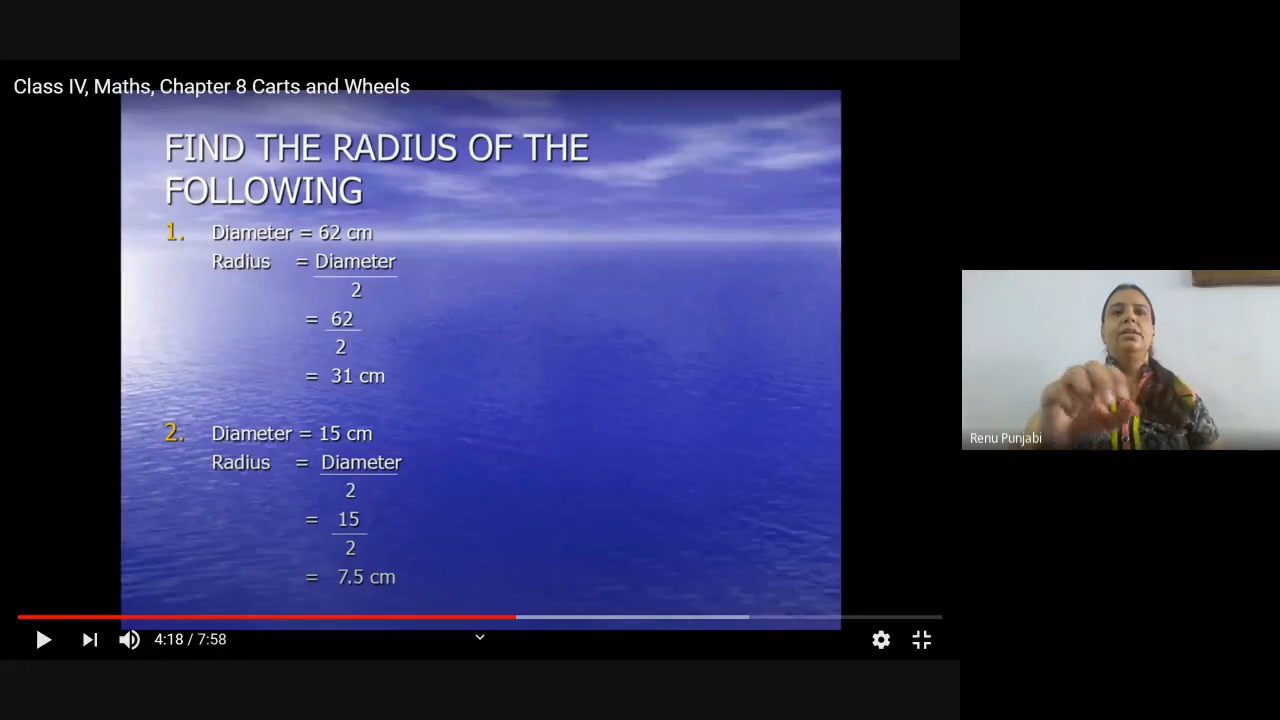 Class IV, Maths, Chapter 8 Carts and Wheels
FIND THE RADIUS OF THE
FOLLOWING
1. Diameter = 62 cm
Radius = Diameter
2
= 62
2
= 31 cm
2. Diameter = 15 cm
Radius = Diameter
2
= 15
2
= 7.5 cm
4:18 / 7:58
Renu Punjabi